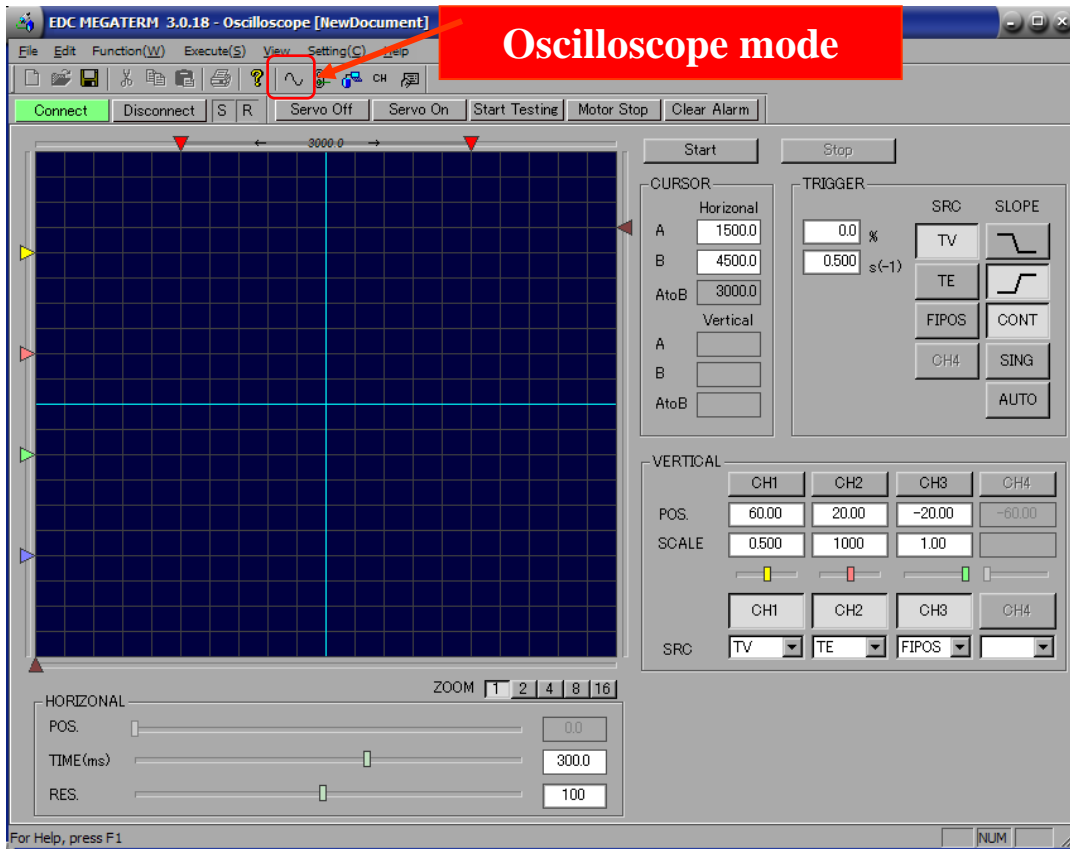 EDC MEGATERM 3.0.18 - Oscilloscope [NewDocument]
Oscilloscope mode
File Edit Function(W) Execute(S) View Setting(C) Help
CH
Connect Disconnect S R Servo Off Servo On Start Testing Motor Stop Clear Alarm
← 3000.0 →
Start Stop
CURSOR
Horizonal
A 1500.0
B 4500.0
AtoB 3000.0
Vertical
A
B
AtoB
TRIGGER
SRC SLOPE
0.0 % TV
0.500 s(-1)
TE
FIPOS CONT
CH4 SING
AUTO
VERTICAL
CH1 CH2 CH3 CH4
POS. 60.00 20.00 -20.00 -60.00
SCALE 0.500 1000 1.00
CH1 CH2 CH3 CH4
SRC TV TE FIPOS
ZOOM 1 2 4 8 16
HORIZONAL
POS. 0.0
TIME(ms) 300.0
RES. 100
For Help, press F1 NUM